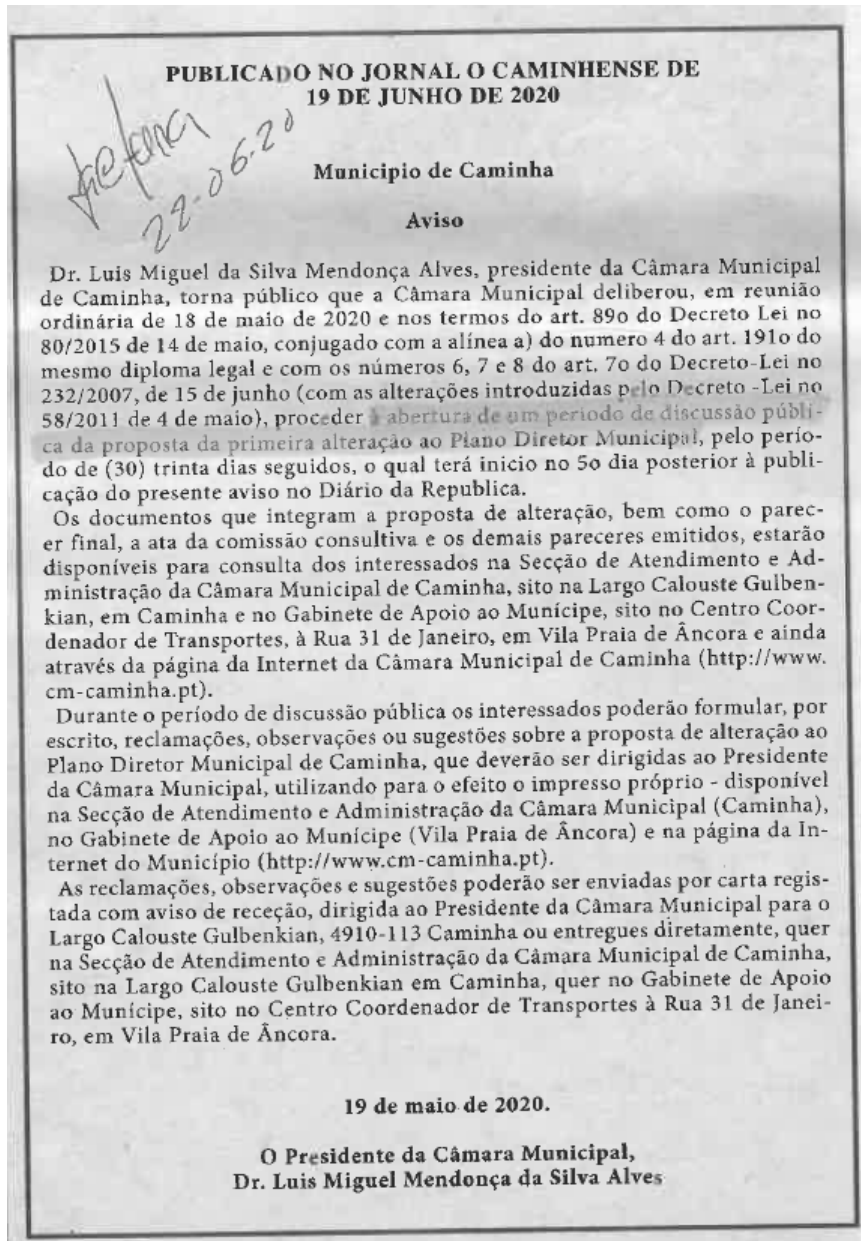 PUBLICADO NO JORNAL O CAMINHENSE DE
19 DE JUNHO DE 2020
22-06-20
Municipio de Caminha
Aviso
Dr. Luis Miguel da Silva Mendonça Alves, presidente da Câmara Municipal
de Caminha, torna público que a Câmara Municipal deliberou, em reunião
ordinária de 18 de maio de 2020 e nos termos do art. 89o do Decreto Lei no
80/2015 de 14 de maio, conjugado com a alínea a) do numero 4 do art. 191o do
mesmo diploma legal e com os números 6, 7 e 8 do art. 7o do Decreto-Lei no
232/2007, de 15 de junho (com as alterações introduzidas pelo Decreto -Lei no
58/2011 de 4 de maio), proceder à abertura de um período de discussão públi-
ca da proposta da primeira alteração ao Plano Diretor Municipal, pelo perío-
do de (30) trinta dias seguidos, o qual terá inicio no 5o dia posterior à publi-
cação do presente aviso no Diário da Republica.
Os documentos que integram a proposta de alteração, bem como o parec-
er final, a ata da comissão consultiva e os demais pareceres emitidos, estarão
disponíveis para consulta dos interessados na Secção de Atendimento e Ad-
ministração da Câmara Municipal de Caminha, sito na Largo Calouste Gulben-
kian, em Caminha e no Gabinete de Apoio ao Munícipe, sito no Centro Coor-
denador de Transportes, à Rua 31 de Janeiro, em Vila Praia de Âncora e ainda
através da página da Internet da Câmara Municipal de Caminha (http://www.
cm-caminha.pt).
Durante o período de discussão pública os interessados poderão formular, por
escrito, reclamações, observações ou sugestões sobre a proposta de alteração ao
Plano Diretor Municipal de Caminha, que deverão ser dirigidas ao Presidente
da Câmara Municipal, utilizando para o efeito o impresso próprio - disponível
na Secção de Atendimento e Administração da Câmara Municipal (Caminha),
no Gabinete de Apoio ao Munícipe (Vila Praia de Âncora) e na página da In-
ternet do Município (http://www.cm-caminha.pt).
As reclamações, observações e sugestões poderão ser enviadas por carta regis-
tada com aviso de receção, dirigida ao Presidente da Câmara Municipal para o
Largo Calouste Gulbenkian, 4910-113 Caminha ou entregues diretamente, quer
na Secção de Atendimento e Administração da Câmara Municipal de Caminha,
sito na Largo Calouste Gulbenkian em Caminha, quer no Gabinete de Apoio
ao Munícipe, sito no Centro Coordenador de Transportes à Rua 31 de Janei-
ro, em Vila Praia de Âncora.
19 de maio de 2020.
O Presidente da Câmara Municipal,
Dr. Luis Miguel Mendonça da Silva Alves